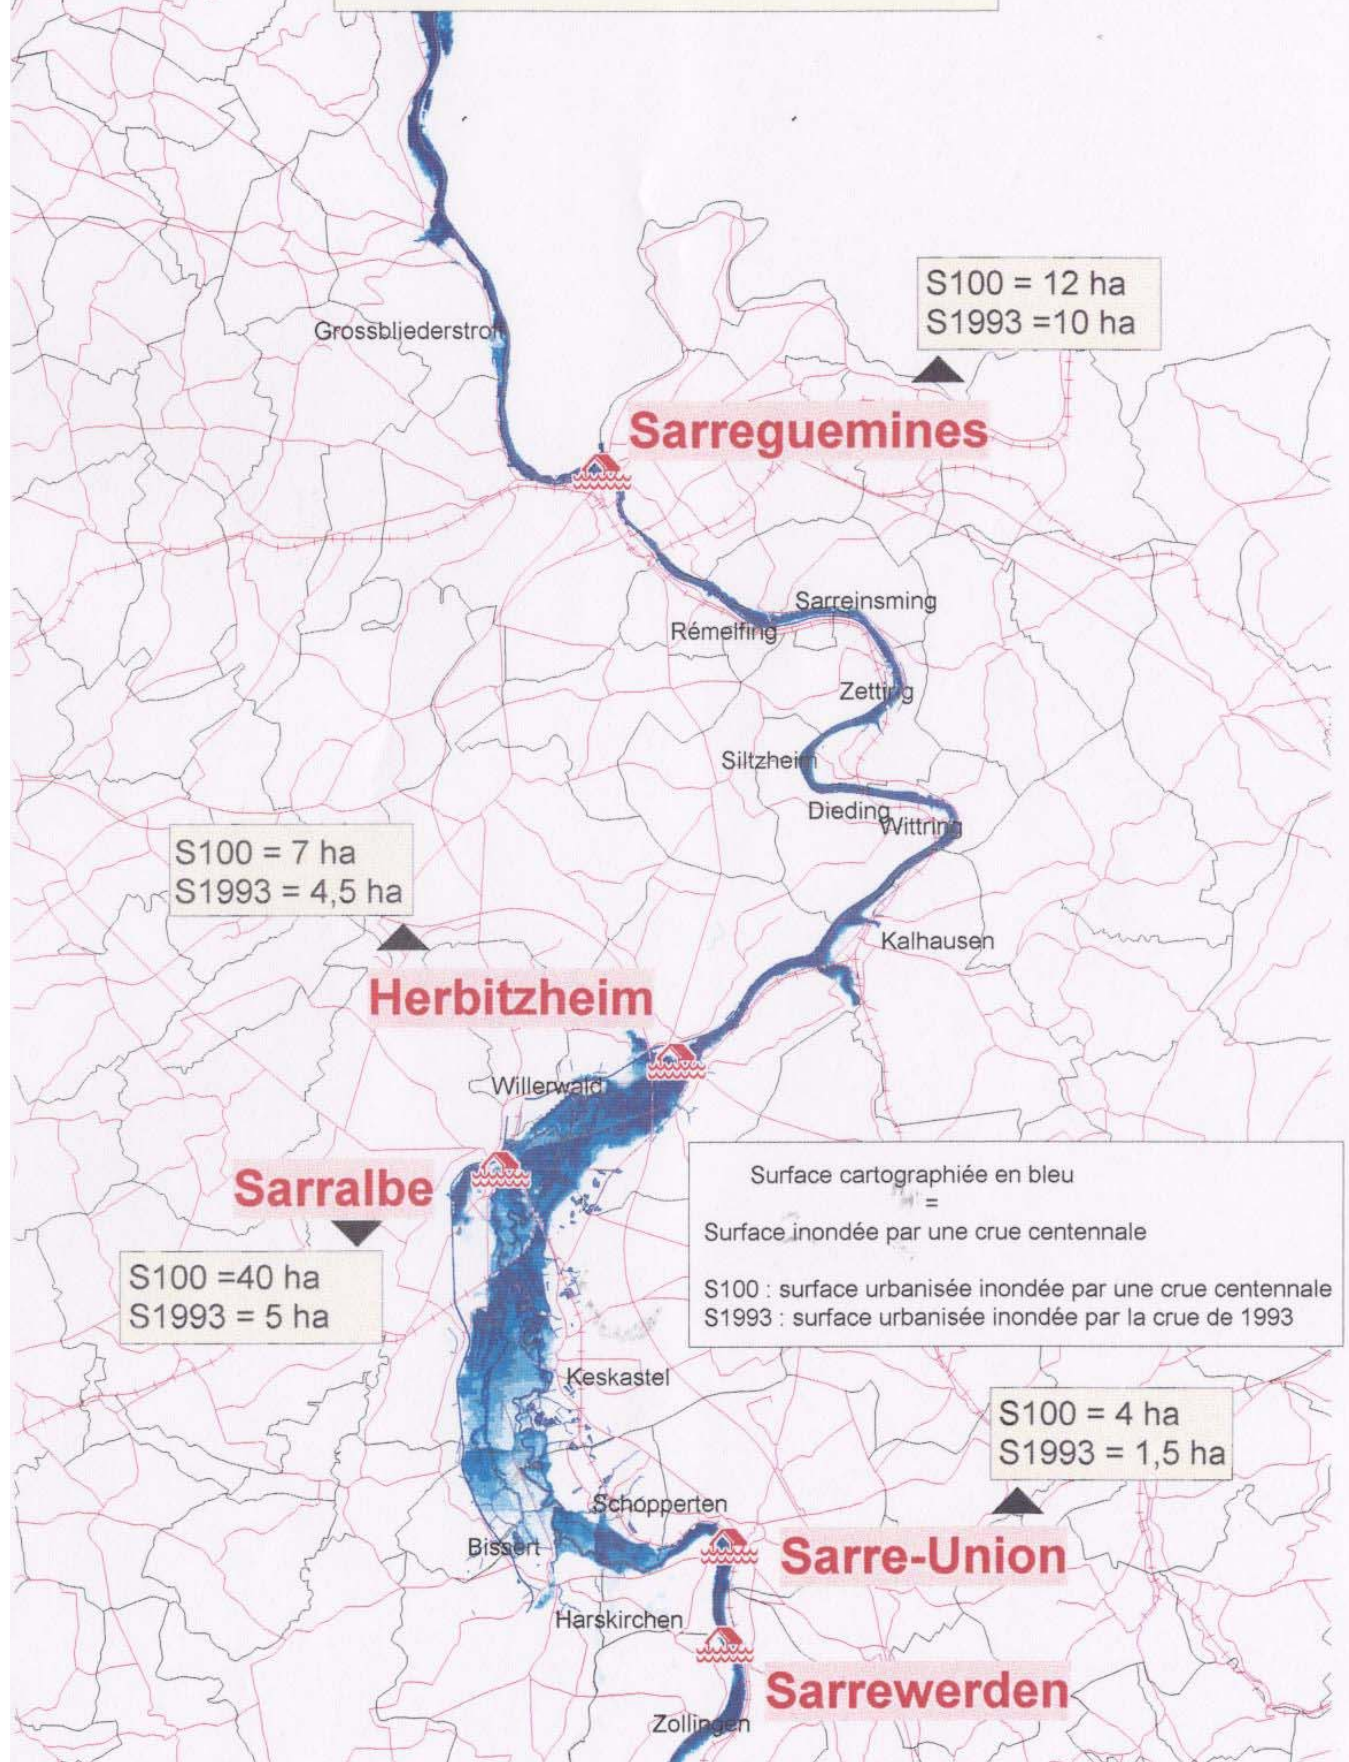 S100 = 12 ha
S1993 =10 ha
Grossbliederstroff
Sarreguemines
Sarreinsming
Rémelfing
Zetting
Siltzheim
Dieding
Wittring
S100 = 7 ha
S1993 = 4,5 ha
Kalhausen
Herbitzheim
Willerwald
Sarralbe
Surface cartographiée en bleu
=
Surface inondée par une crue centennale
S100 : surface urbanisée inondée par une crue centennale
S1993 : surface urbanisée inondée par la crue de 1993
S100 =40 ha
S1993 = 5 ha
Keskastel
S100 = 4 ha
S1993 = 1,5 ha
Schopperten
Bissert
Sarre-Union
Harskirchen
Sarrewerden
Zollingen